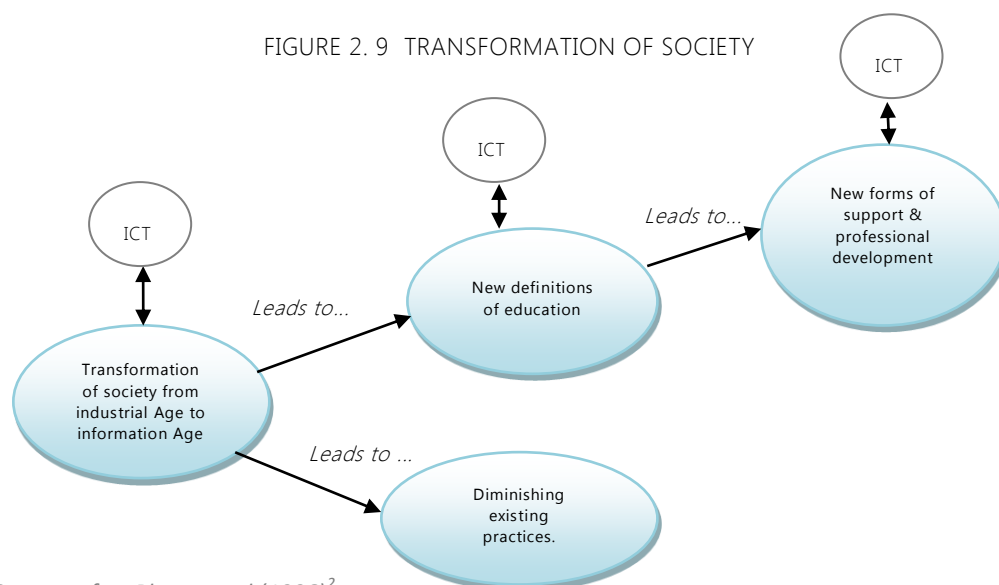 FIGURE 2. 9 TRANSFORMATION OF SOCIETY
ICT
ICT
ICT
New forms of
support &
professional
development
Leads to...
New definitions
of education
Leads to...
Transformation
of society from
industrial Age to
information Age
Leads to ...
Diminishing
existing
practices.